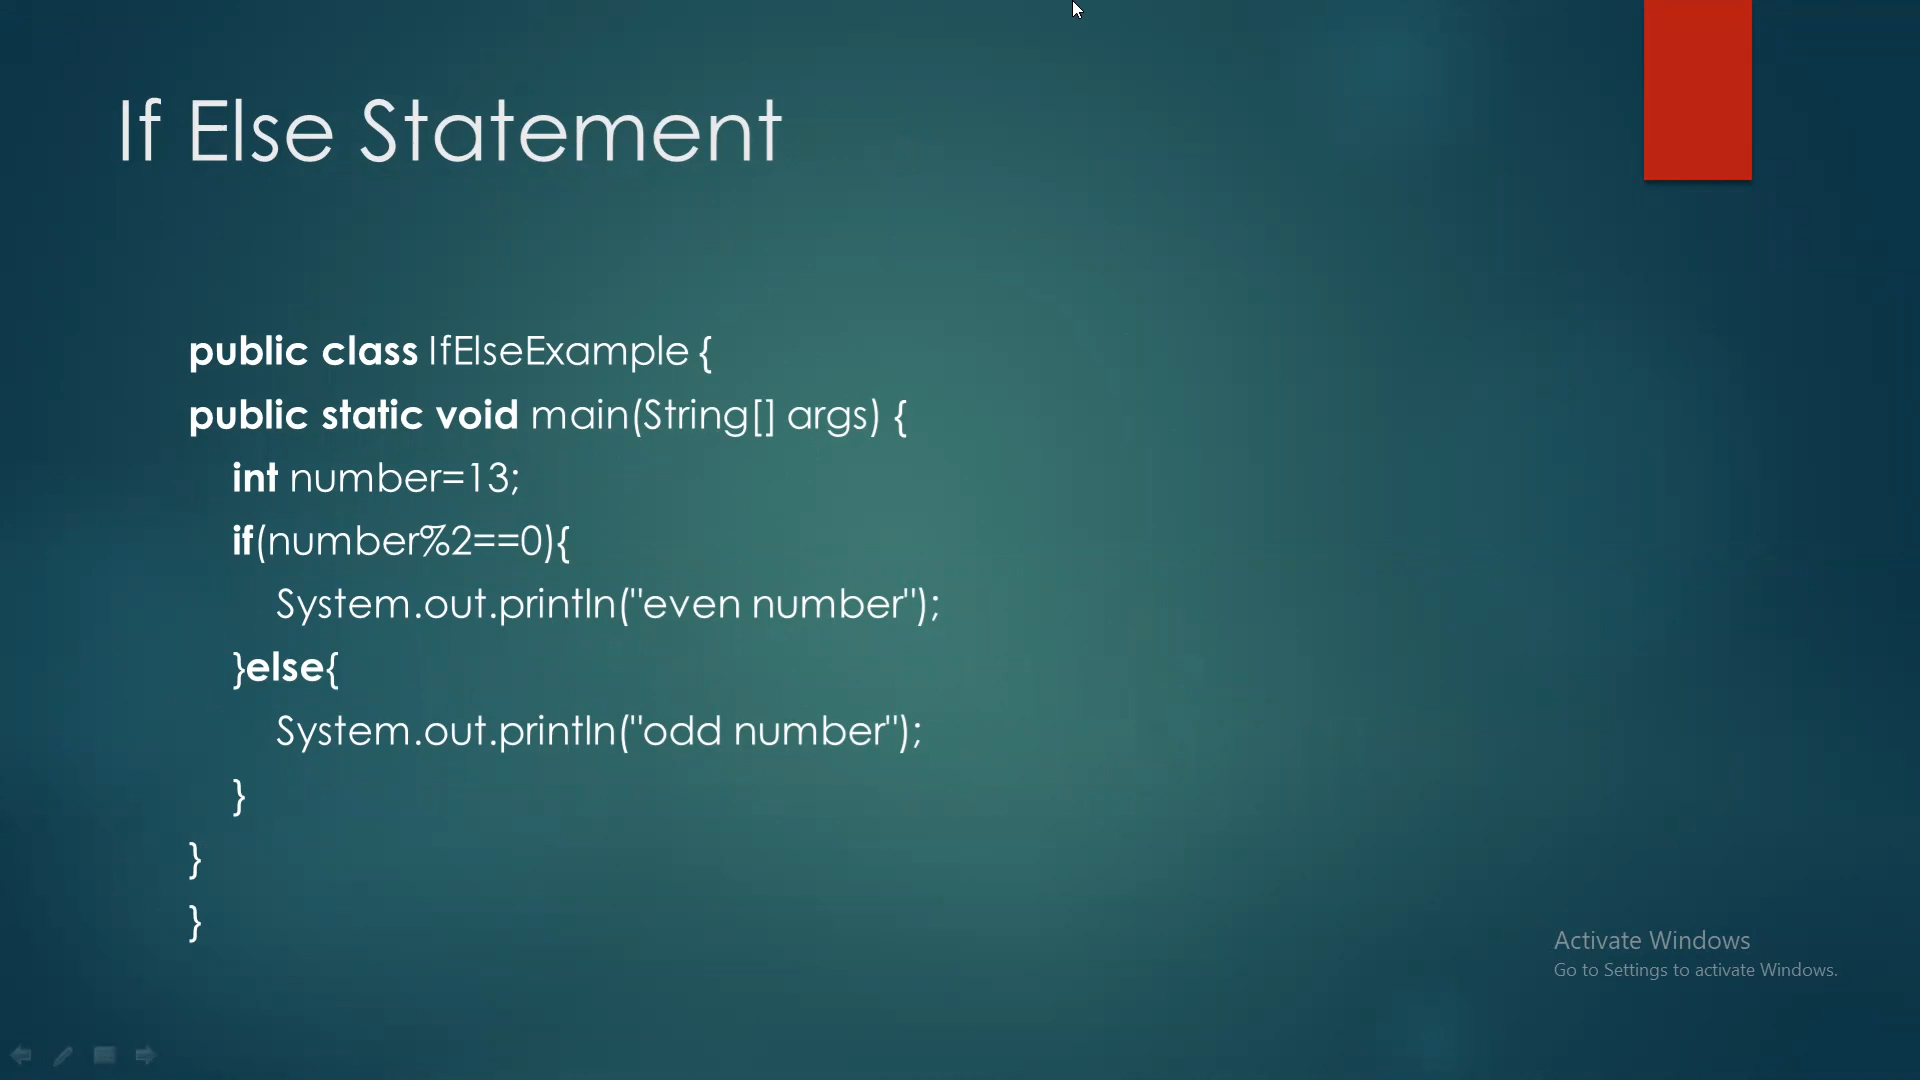 If Else Statement
public class IfElseExample {
public static void main(String[] args) {
int number=13;
if(number%2==0){
System.out.println("even number");
}else{
System.out.println("odd number");
}
}
}
Activate Windows
Go to Settings to activate Windows.